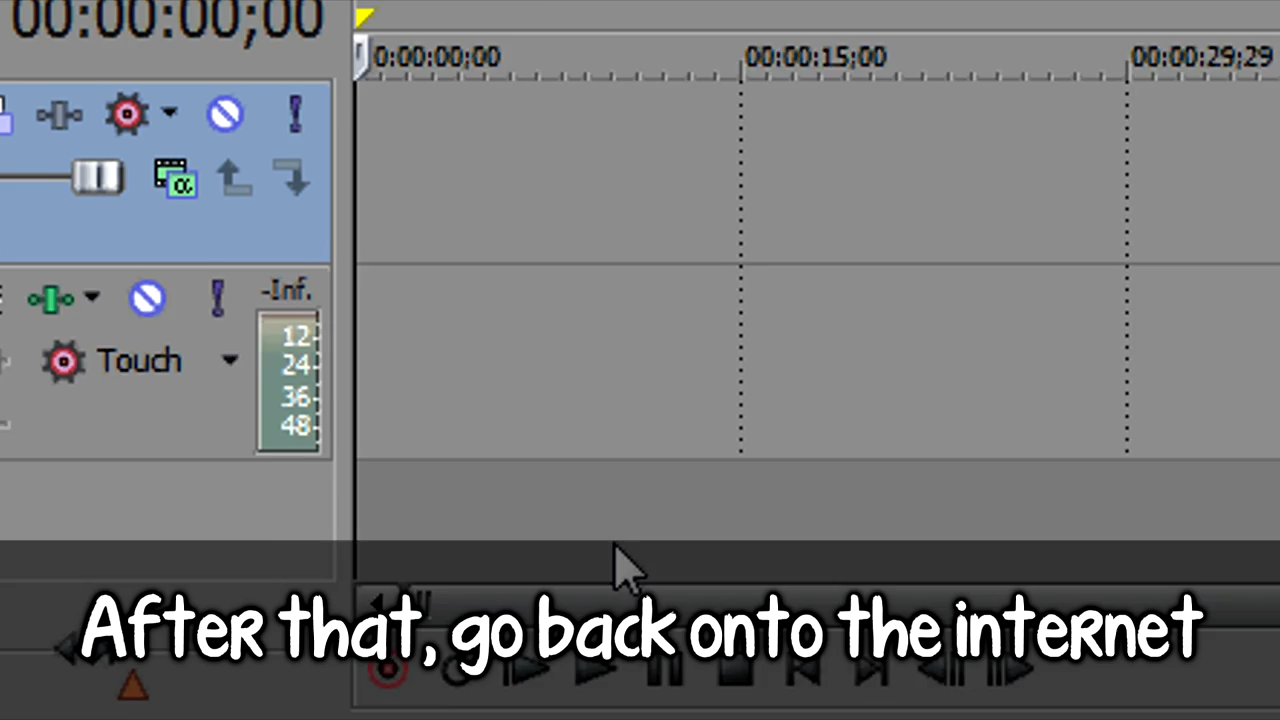 00:00:00;00
0:00:00;00 00:00:15;00 00:00:29;29
α
-Inf.
12
24
36
48
Touch
After that, go back onto the internet